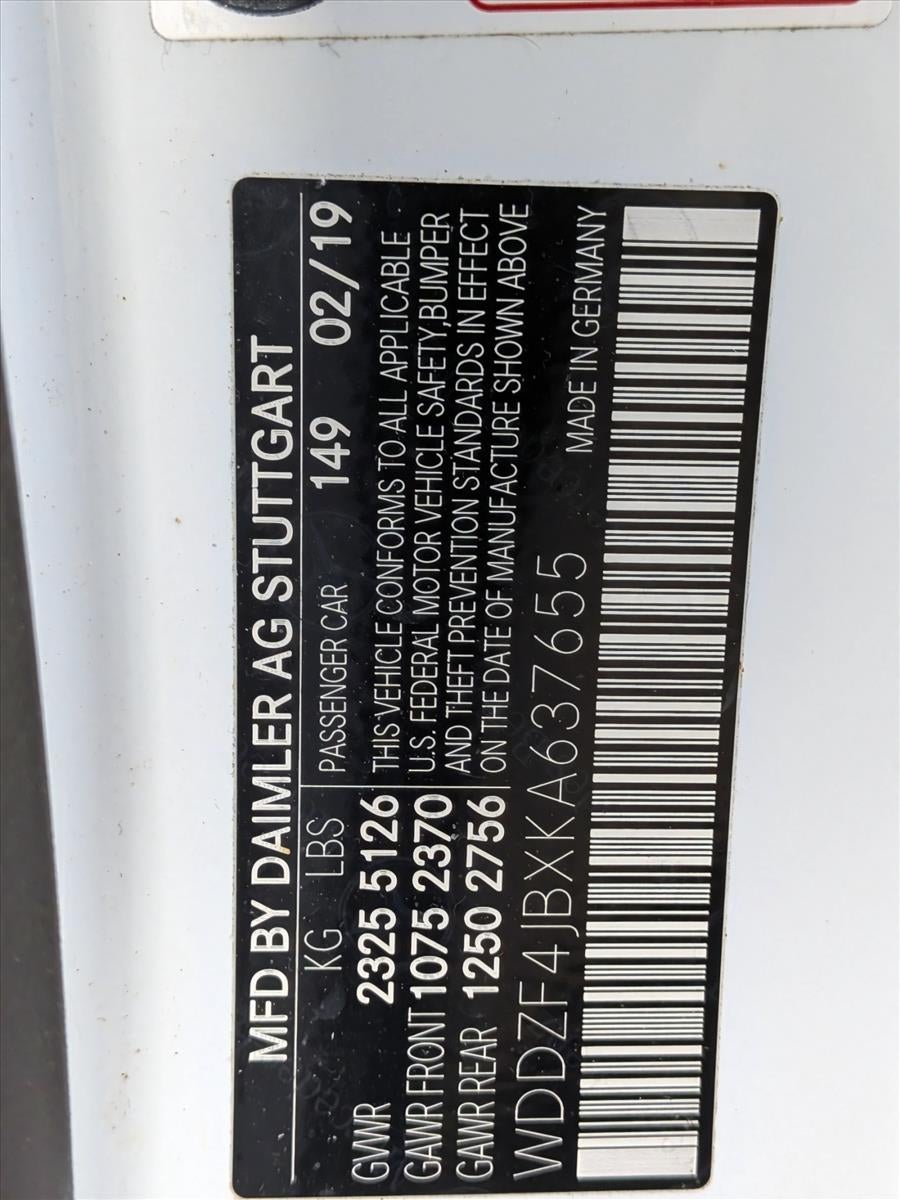 MFD BY DAIMLER AG STUTTGART
KG LBS
GVWR 2325 5126
GAWR FRONT 1075 2370
GAWR REAR 1250 2756
PASSENGER CAR 149 02/19
THIS VEHICLE CONFORMS TO ALL APPLICABLE
U.S. FEDERAL MOTOR VEHICLE SAFETY,BUMPER
AND THEFT PREVENTION STANDARDS IN EFFECT
ON THE DATE OF MANUFACTURE SHOWN ABOVE
WDDZF4JBXKA637655 MADE IN GERMANY